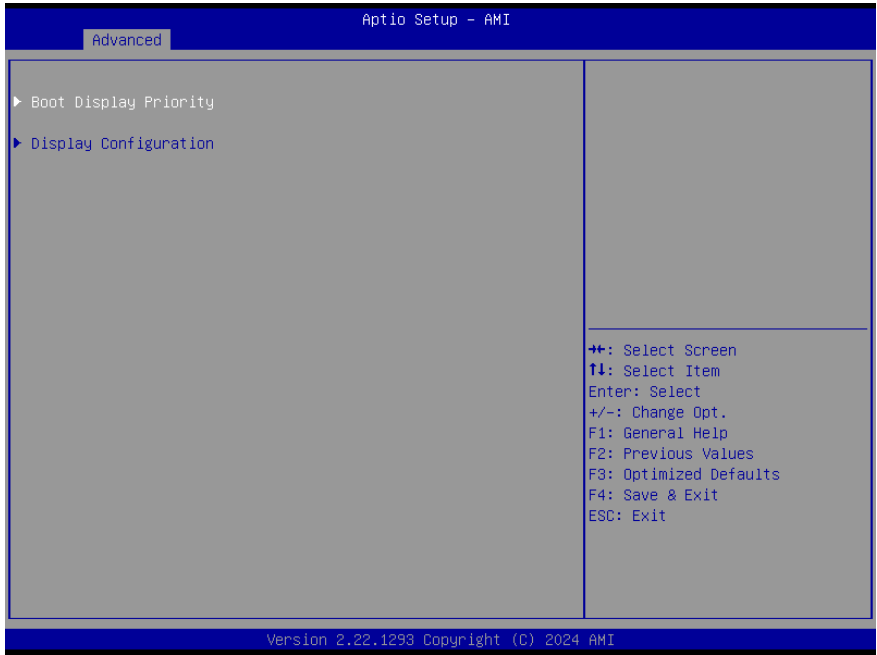 Aptio Setup – AMI
Advanced
Boot Display Priority
Display Configuration
→←: Select Screen
↑↓: Select Item
Enter: Select
+/-: Change Opt.
F1: General Help
F2: Previous Values
F3: Optimized Defaults
F4: Save & Exit
ESC: Exit
Version 2.22.1293 Copyright (C) 2024 AMI